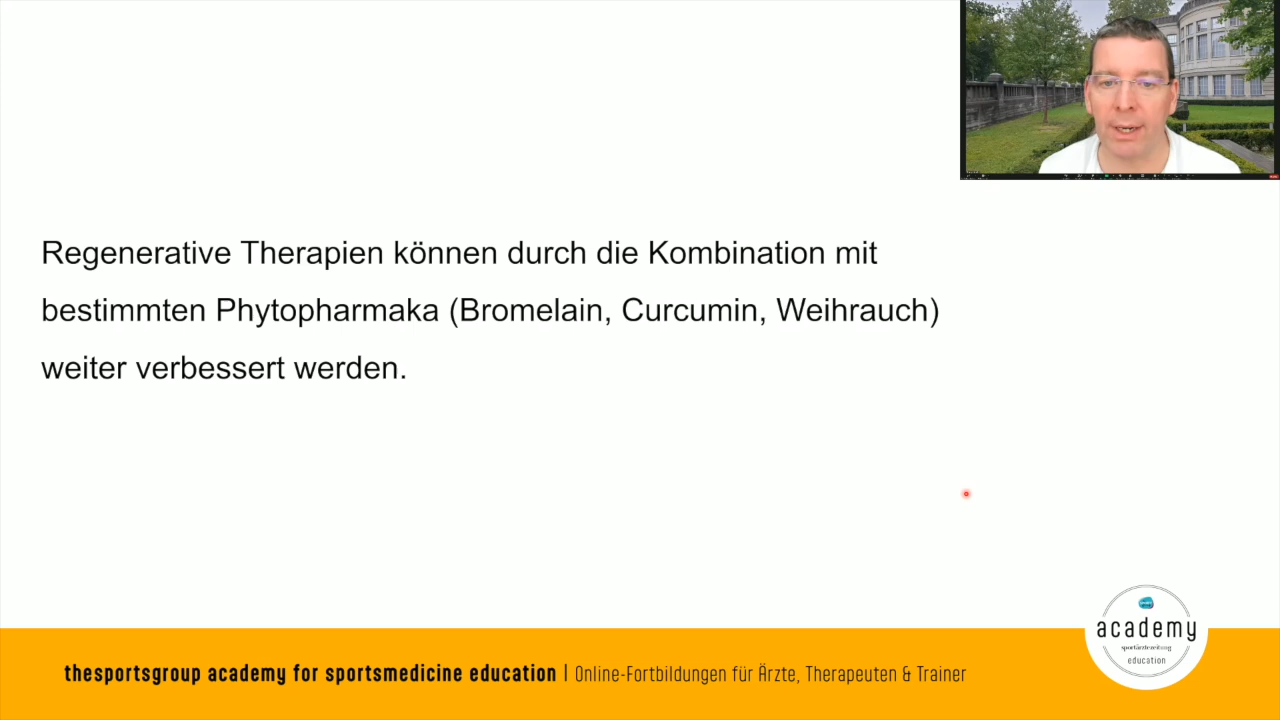 Regenerative Therapien können durch die Kombination mit
bestimmten Phytopharmaka (Bromelain, Curcumin, Weihrauch)
weiter verbessert werden.
academy
sportärztezeitung
education
thesportsgroup academy for sportsmedicine education | Online-Fortbildungen für Ärzte, Therapeuten & Trainer